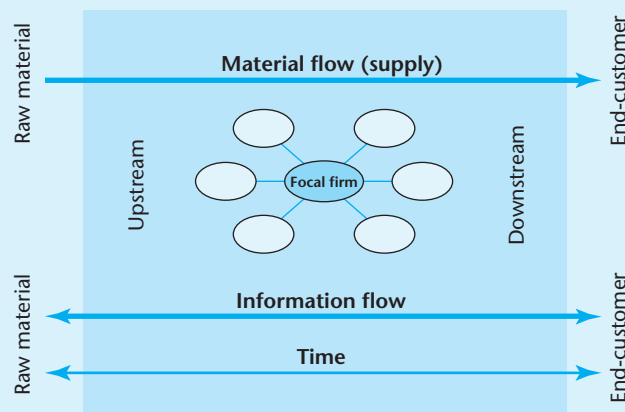 Raw material
Material flow (supply)
End-customer
Upstream
Focal firm
Downstream
Raw material
Information flow
End-customer
Time
Raw material
End-customer